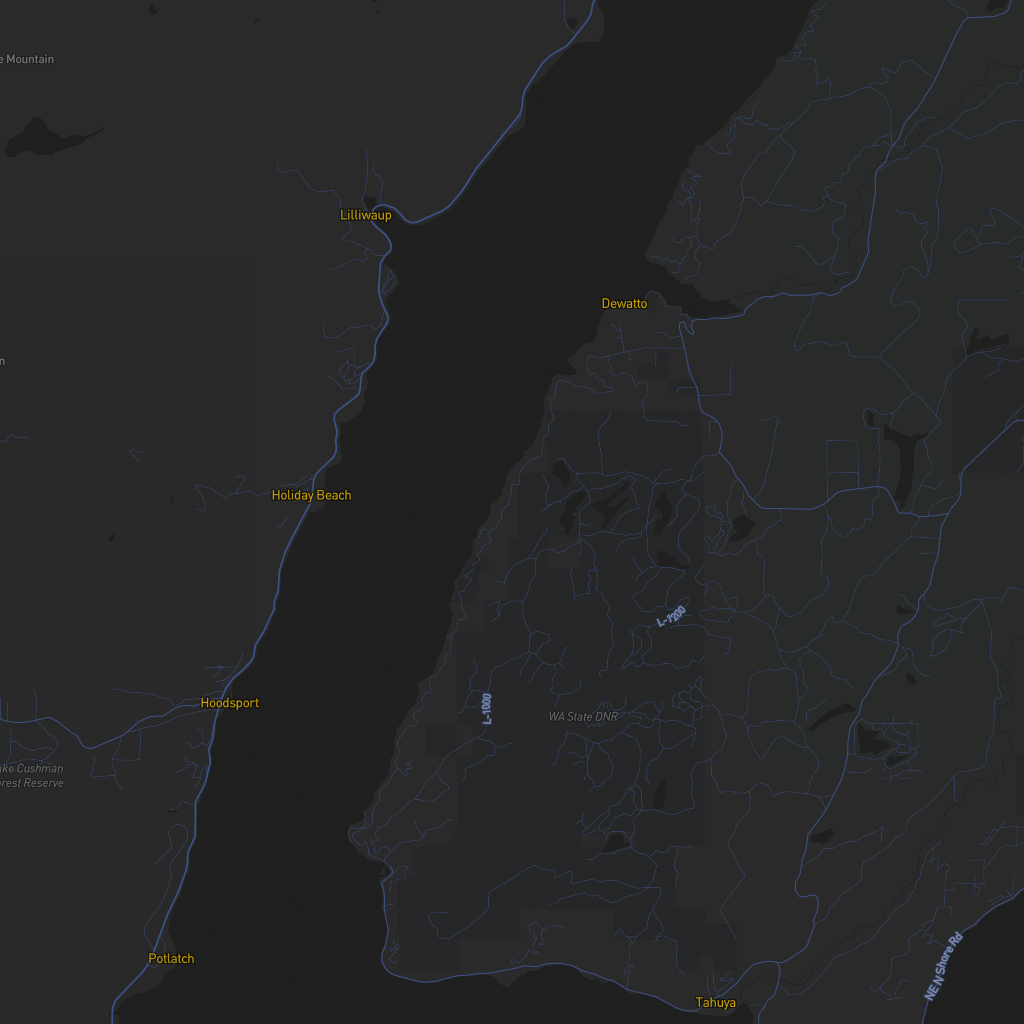 e Mountain
Lilliwaup
Dewatto
n
Holiday Beach
L-1200
Hoodsport
L-1000
WA State DNR
ake Cushman
orest Reserve
NE N Shore Rd
Potlatch
Tahuya